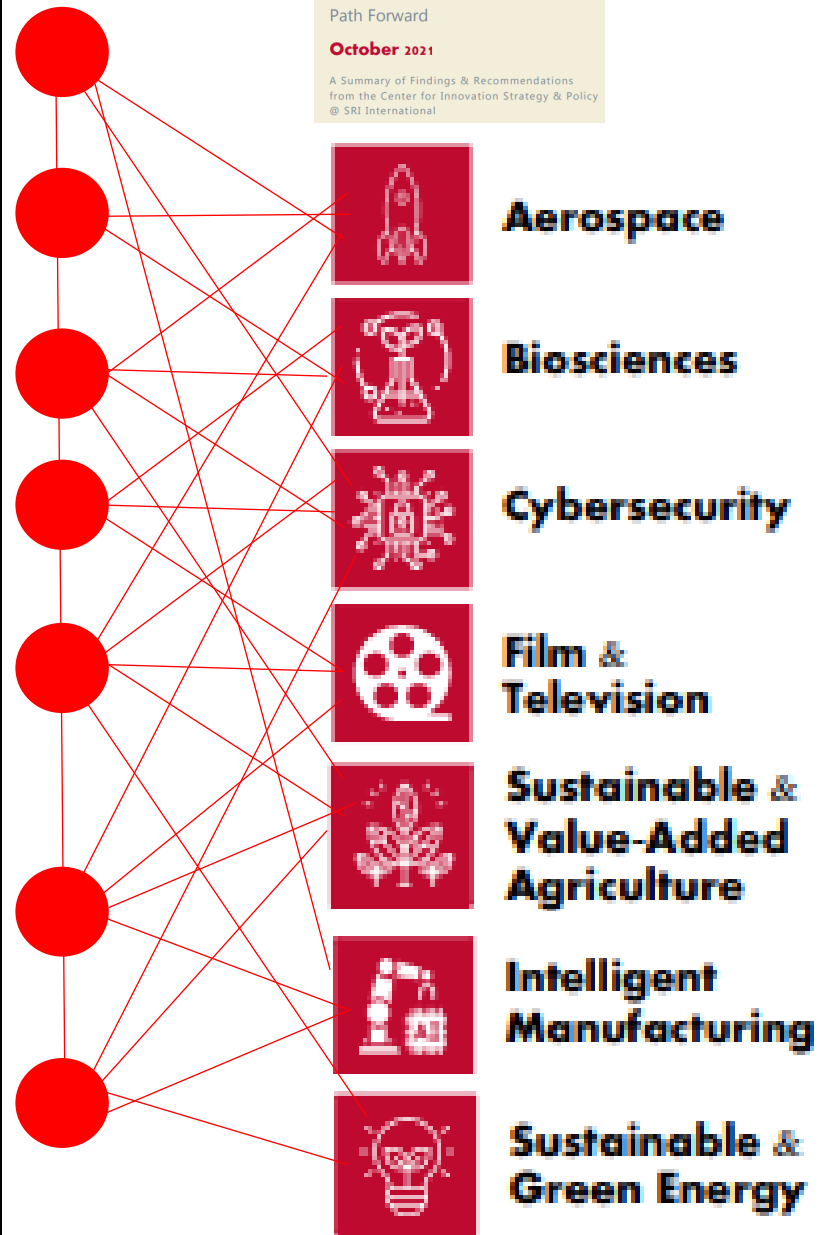 Path Forward
October 2021
A Summary of Findings & Recommendations
from the Center for Innovation Strategy & Policy
@ SRI International
Aerospace
Biosciences
Cybersecurity
Film &
Television
Sustainable &
Value-Added
Agriculture
AI
Intelligent
Manufacturing
Sustainable &
Green Energy